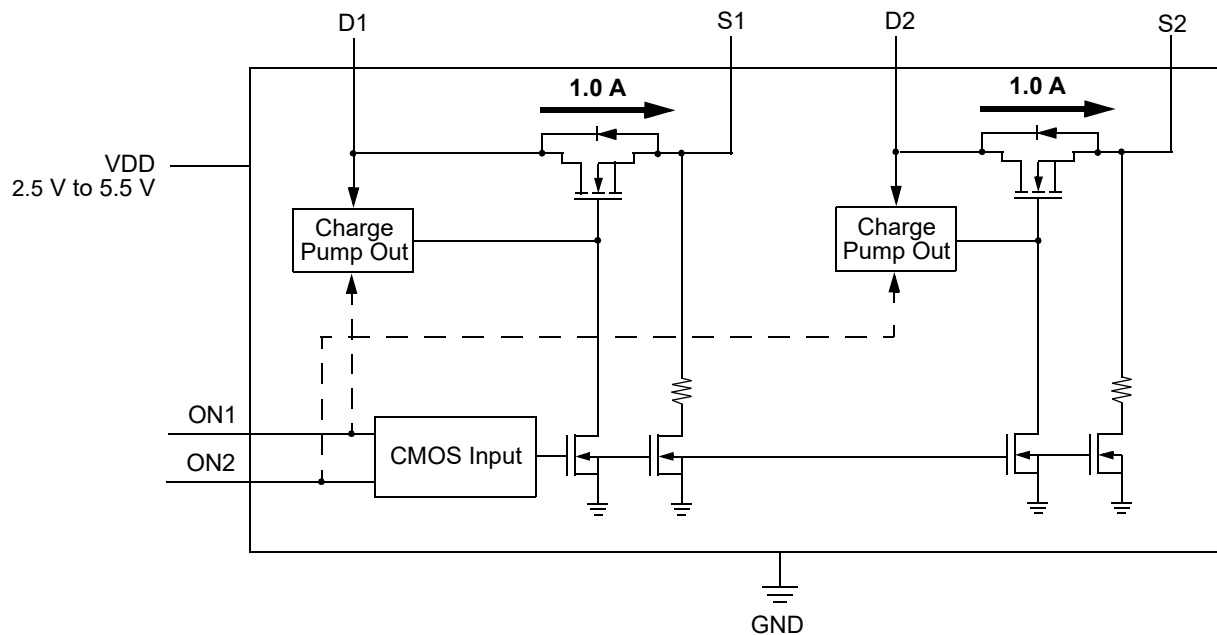 D1
S1
D2
S2
1.0 A
1.0 A
VDD
2.5 V to 5.5 V
Charge
Pump Out
Charge
Pump Out
ON1
ON2
CMOS Input
GND